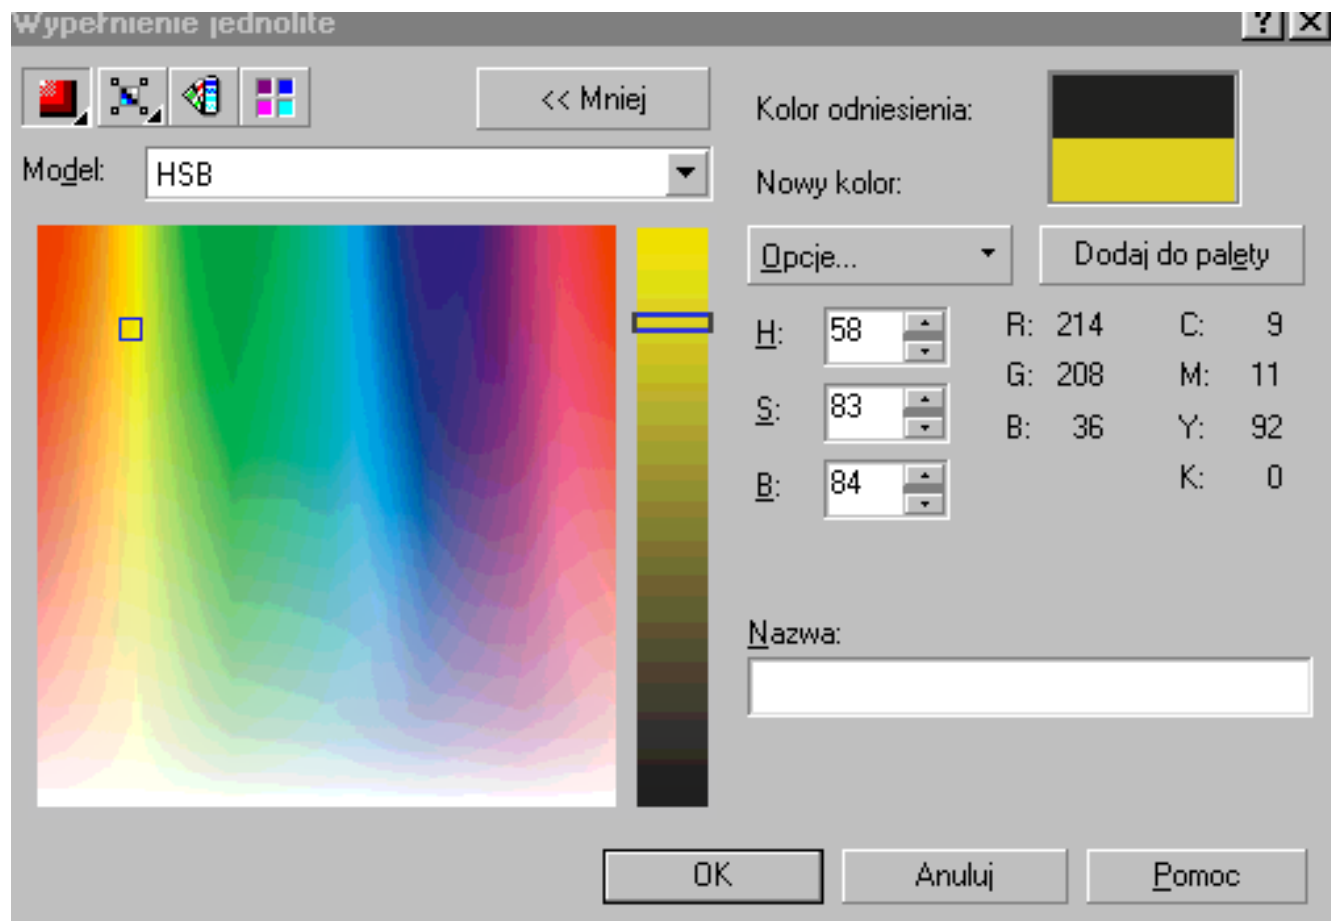 Wypełnienie jednolite
<< Mniej
Model:
HSB
Kolor odniesienia:
Nowy kolor:
Opcje...
Dodaj do palety
H: 58 R: 214 C: 9
G: 208 M: 11
S: 83
B: 36 Y: 92
B: 84 K: 0
Nazwa:
OK Anuluj Pomoc